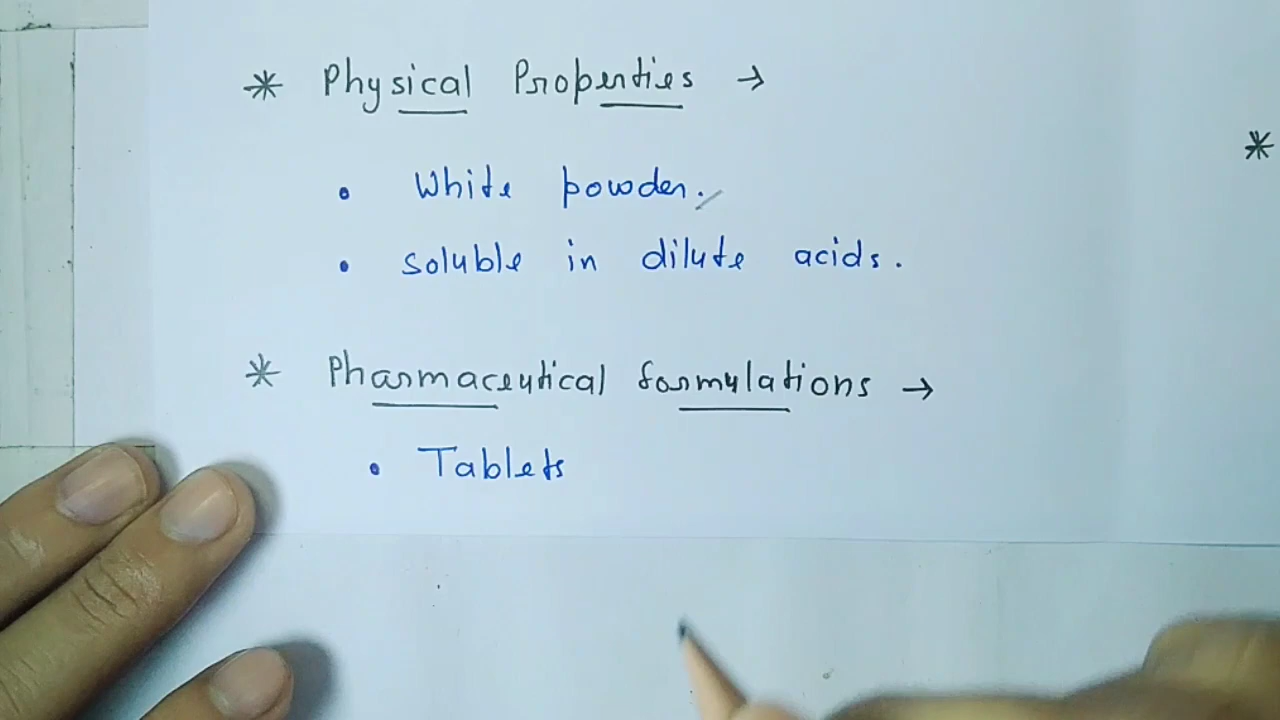 * Physical Properties →
• White powder.
• soluble in dilute acids.
* Pharmaceutical formulations →
• Tablets
*